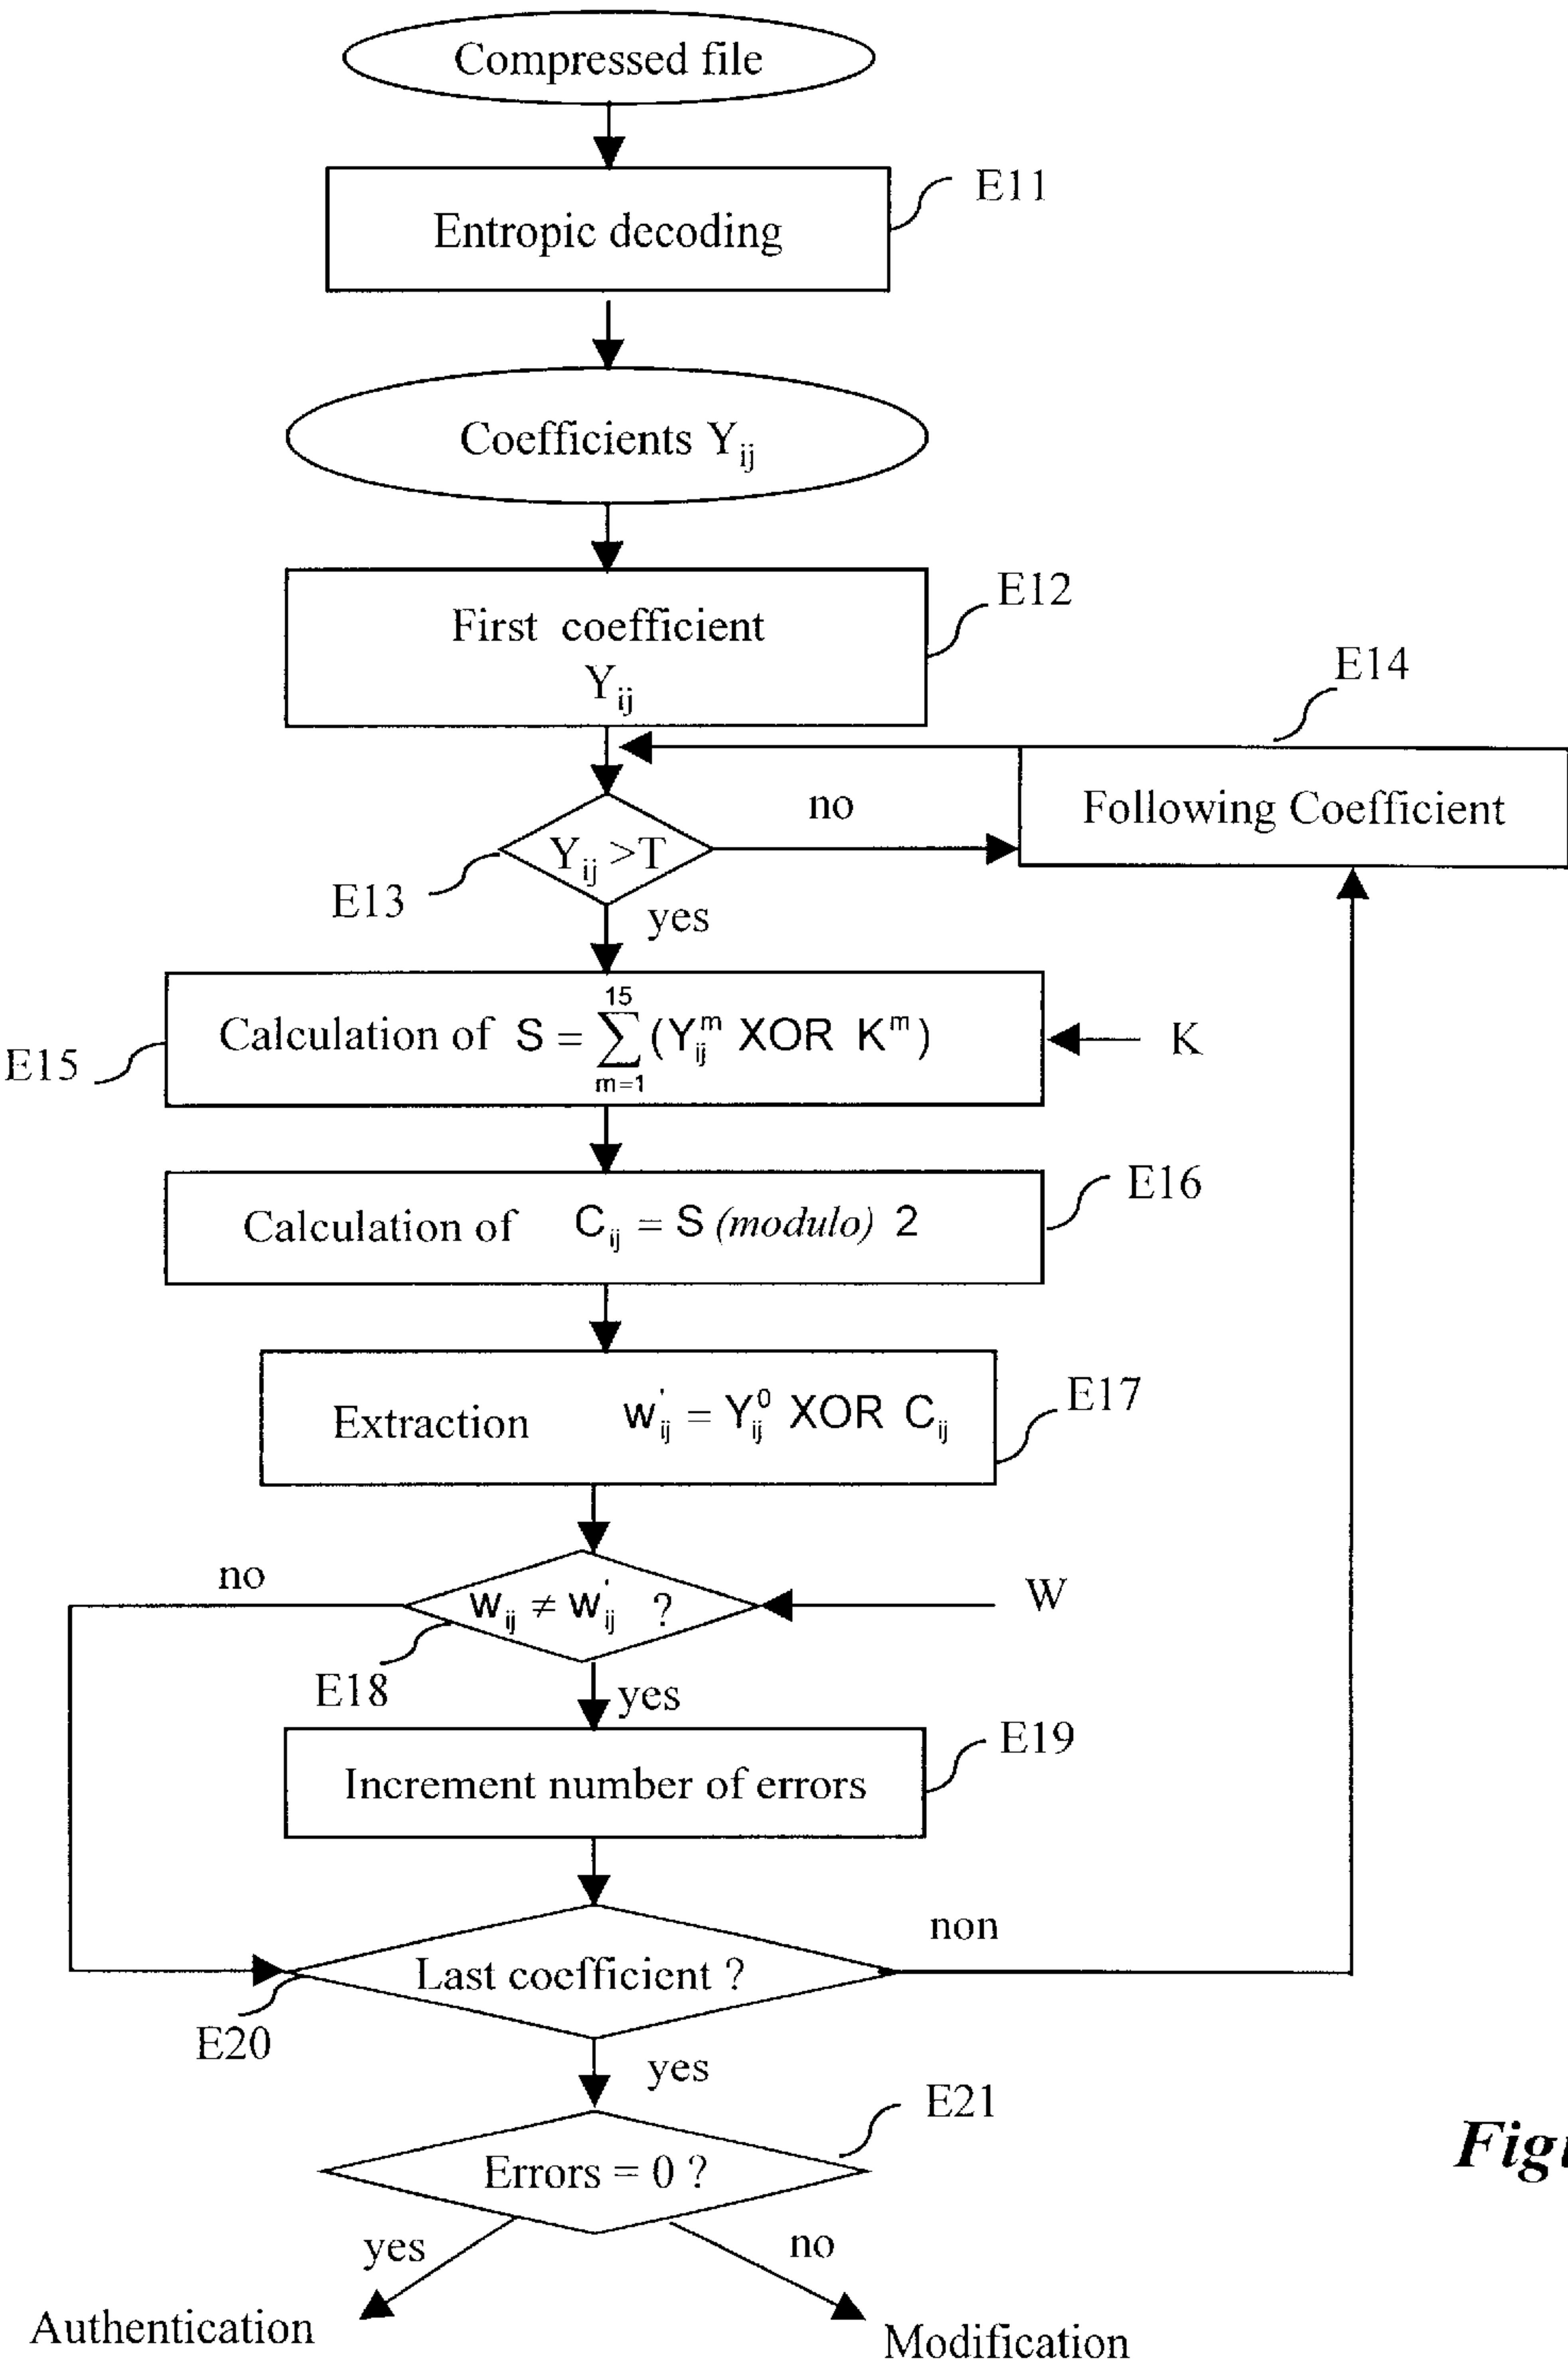 Compressed file
E11
Entropic decoding
Coefficients Y_ij
E12
First coefficient
Y_ij
E14
Following Coefficient
no
Y_ij >T
E13
yes
Calculation of S = ∑_{m=1}^{15} (Y_ij^m XOR K^m)
K
E15
E16
Calculation of C_ij = S (modulo) 2
E17
Extraction w'_ij = Y_ij^0 XOR C_ij
no
w_ij ≠ w'_ij ?
W
E18
yes
E19
Increment number of errors
non
Last coefficient ?
E20
yes
E21
Errors = 0 ?
yes
no
Authentication
Modification